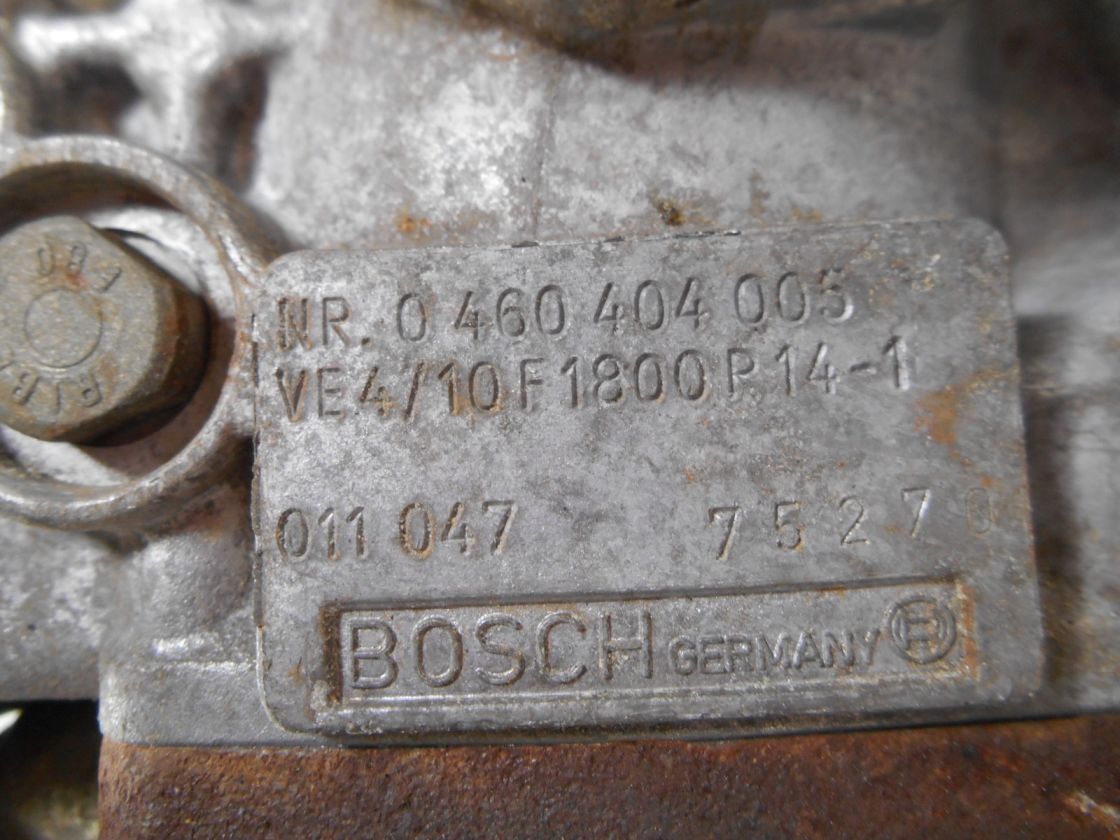 NR. 0 460 404 005
VE4/10F1800R14-1
011 047 75270
BOSCH GERMANY